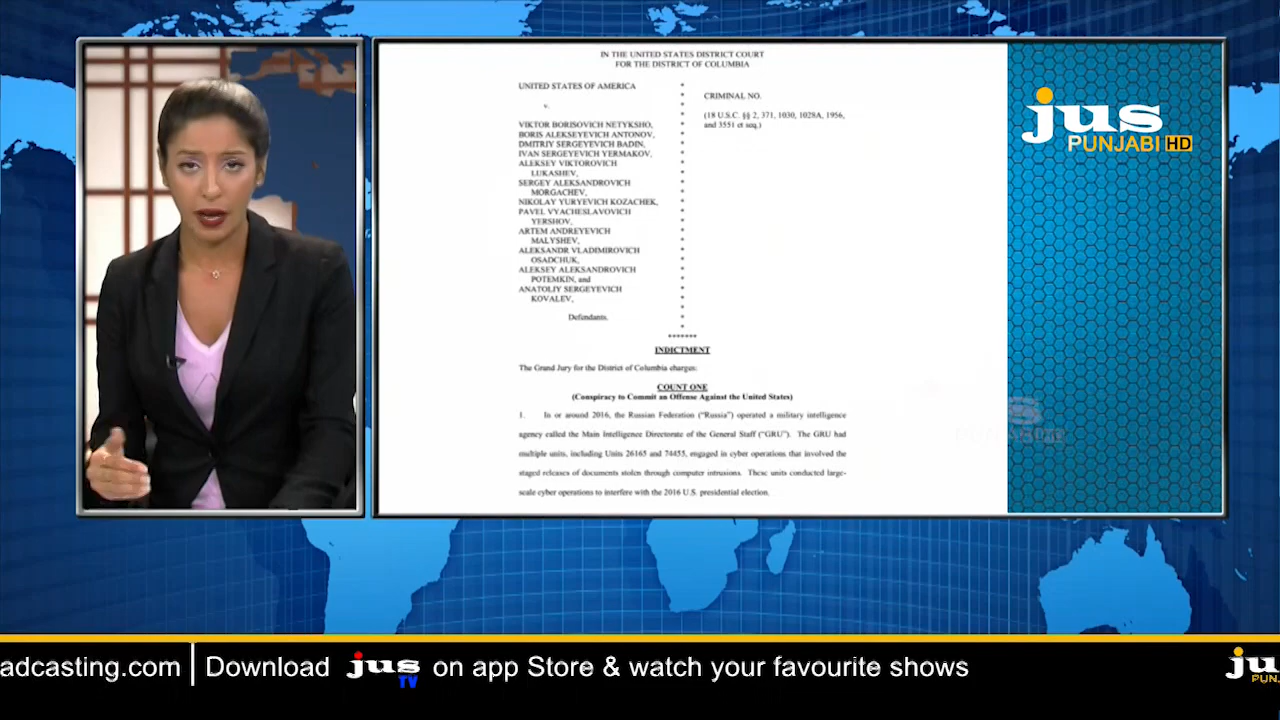 IN THE UNITED STATES DISTRICT COURT
FOR THE DISTRICT OF COLUMBIA
UNITED STATES OF AMERICA
v.
VIKTOR BORISOVICH NETYKSHO,
BORIS ALEKSEYEVICH ANTONOV,
DMITRIY SERGEYEVICH BADIN,
IVAN SERGEYEVICH YERMAKOV,
ALEKSEY VIKTOROVICH
LUKASHEV,
SERGEY ALEKSANDROVICH
MORGACHEV,
NIKOLAY YURYEVICH KOZACHEK,
PAVEL VYACHESLAVOVICH
YERSHOV,
ARTEM ANDREYEVICH
MALYSHEV,
ALEKSANDR VLADIMIROVICH
OSADCHUK,
ALEKSEY ALEKSANDROVICH
POTEMKIN, and
ANATOLIY SERGEYEVICH
KOVALEV,
Defendants.
CRIMINAL NO.
(18 U.S.C. §§ 2, 371, 1030, 1028A, 1956,
and 3551 et seq.)
*******
INDICTMENT
The Grand Jury for the District of Columbia charges:
COUNT ONE
(Conspiracy to Commit an Offense Against the United States)
1. In or around 2016, the Russian Federation ("Russia") operated a military intelligence
agency called the Main Intelligence Directorate of the General Staff ("GRU"). The GRU had
multiple units, including Units 26165 and 74455, engaged in cyber operations that involved the
staged releases of documents stolen through computer intrusions. These units conducted large-
scale cyber operations to interfere with the 2016 U.S. presidential election.
jus
PUNJABI HD
adcasting.com | Download jus TV on app Store & watch your favourite shows
ju
PUN